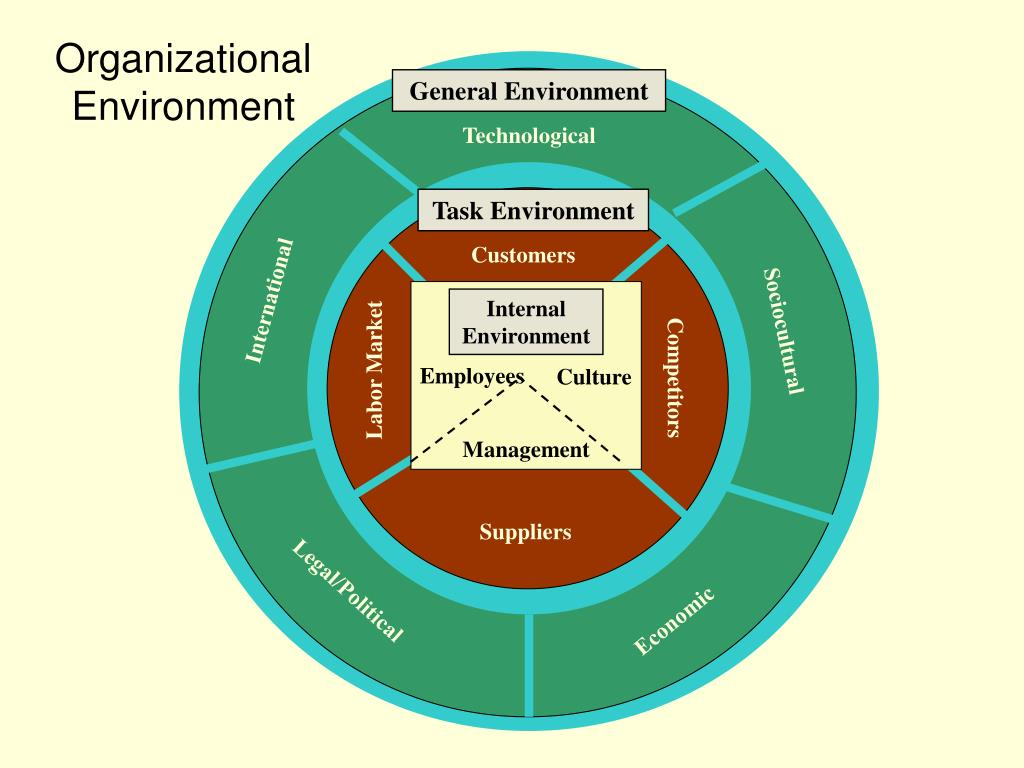 Organizational
Environment
General Environment
Technological
Task Environment
Customers
International
Sociocultural
Labor Market
Internal
Environment
Competitors
Employees
Culture
Management
Suppliers
Legal/Political
Economic